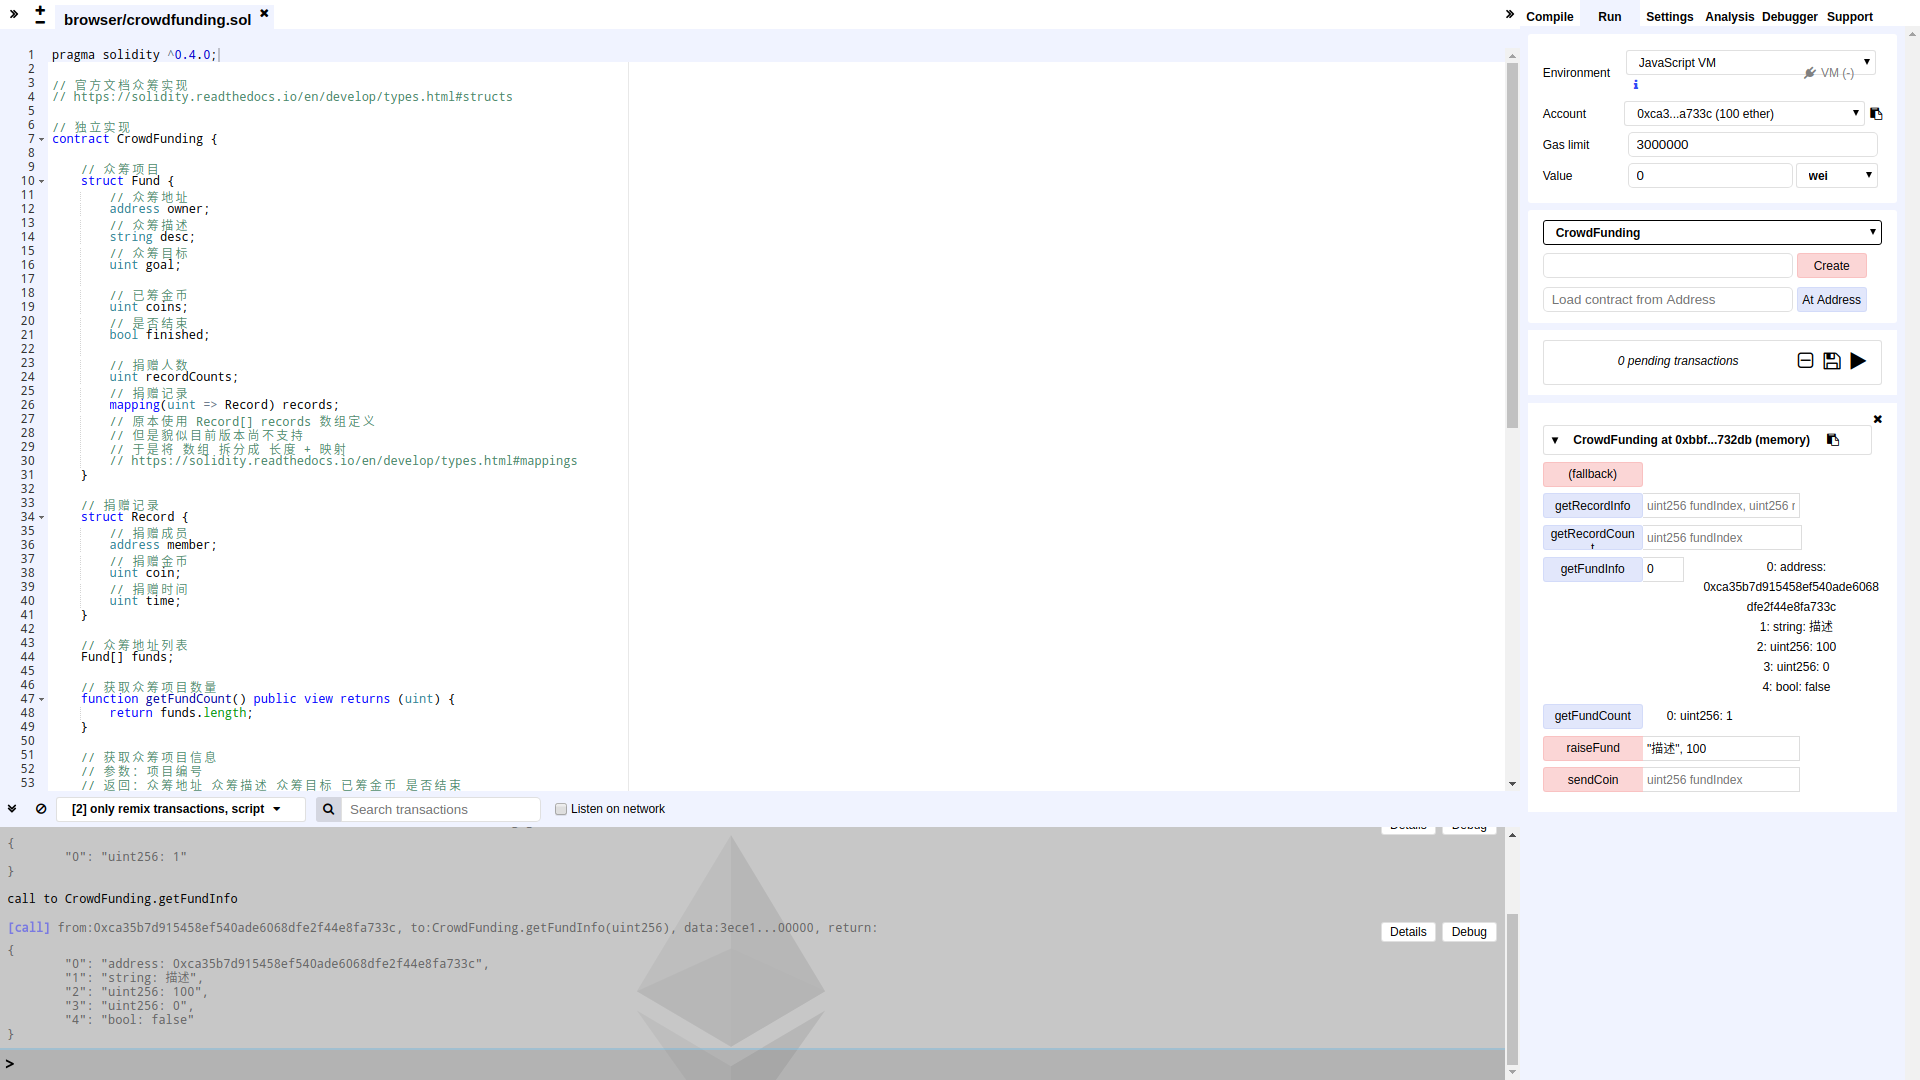 browser/crowdfunding.sol
Compile Run Settings Analysis Debugger Support
1 pragma solidity ^0.4.0;
2
3 // 官方文档众筹实现
4 // https://solidity.readthedocs.io/en/develop/types.html#structs
5
6 // 独立实现
7 contract CrowdFunding {
8
9 // 众筹项目
10 struct Fund {
11 // 众筹地址
12 address owner;
13 // 众筹描述
14 string desc;
15 // 众筹目标
16 uint goal;
17
18 // 已筹金币
19 uint coins;
20 // 是否结束
21 bool finished;
22
23 // 捐赠人数
24 uint recordCounts;
25 // 捐赠记录
26 mapping(uint => Record) records;
27 // 原本使用 Record[] records 数组定义
28 // 但是貌似目前版本尚不支持
29 // 于是将 数组 拆分成 长度 + 映射
30 // https://solidity.readthedocs.io/en/develop/types.html#mappings
31 }
32
33 // 捐赠记录
34 struct Record {
35 // 捐赠成员
36 address member;
37 // 捐赠金币
38 uint coin;
39 // 捐赠时间
40 uint time;
41 }
42
43 // 众筹地址列表
44 Fund[] funds;
45
46 // 获取众筹项目数量
47 function getFundCount() public view returns (uint) {
48 return funds.length;
49 }
50
51 // 获取众筹项目信息
52 // 参数: 项目编号
53 // 返回: 众筹地址 众筹描述 众筹目标 已筹金币 是否结束
[2] only remix transactions, script
Search transactions
Listen on network
Details Debug
{
"0": "uint256: 1"
}
call to CrowdFunding.getFundInfo
[call] from:0xca35b7d915458ef540ade6068dfe2f44e8fa733c, to:CrowdFunding.getFundInfo(uint256), data:3ece1...00000, return:
Details Debug
{
"0": "address: 0xca35b7d915458ef540ade6068dfe2f44e8fa733c",
"1": "string: 描述",
"2": "uint256: 100",
"3": "uint256: 0",
"4": "bool: false"
}
>
Environment JavaScript VM
VM (-)
Account 0xca3...a733c (100 ether)
Gas limit 3000000
Value 0 wei
CrowdFunding
Create
Load contract from Address At Address
0 pending transactions
CrowdFunding at 0xbbf...732db (memory)
(fallback)
getRecordInfo uint256 fundIndex, uint256 r
getRecordCoun
t
uint256 fundIndex
getFundInfo 0
0: address:
0xca35b7d915458ef540ade6068
dfe2f44e8fa733c
1: string: 描述
2: uint256: 100
3: uint256: 0
4: bool: false
getFundCount 0: uint256: 1
raiseFund "描述", 100
sendCoin uint256 fundIndex